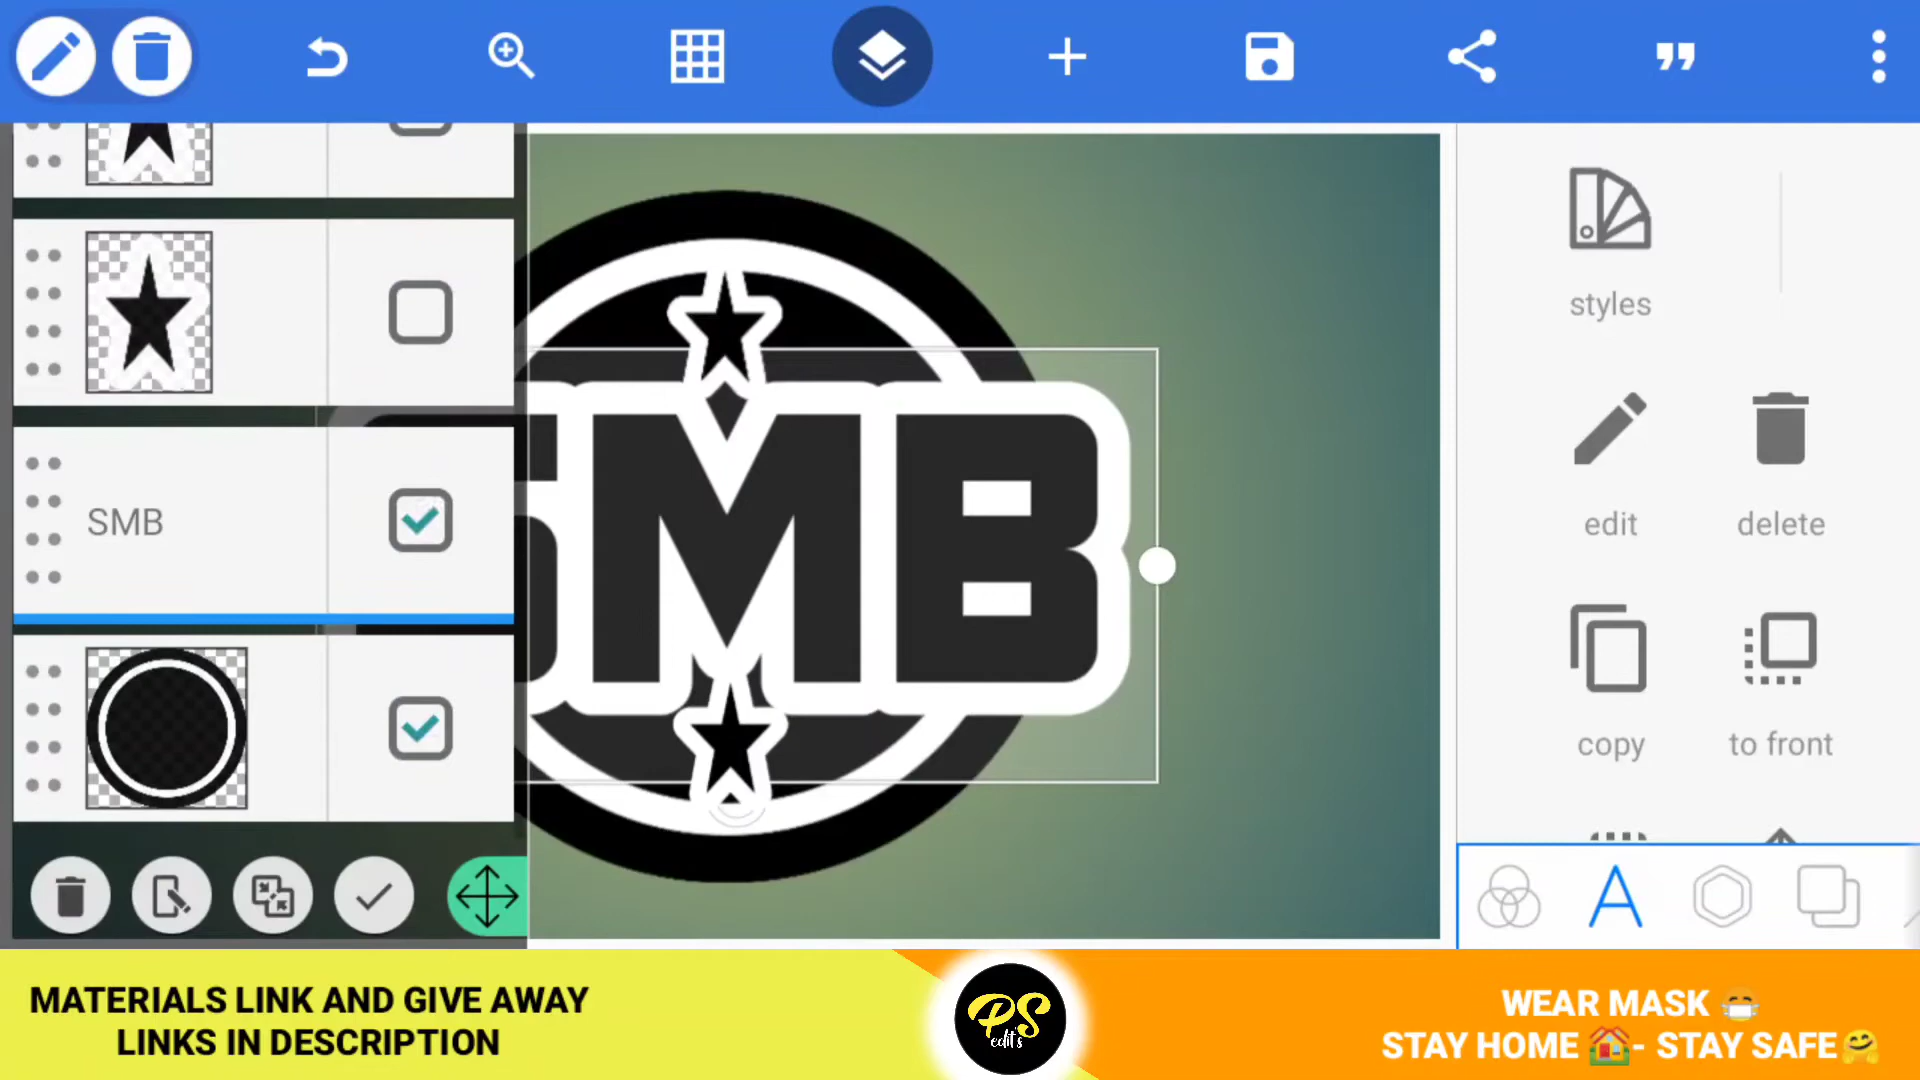 styles
SMB
SMB
edit
delete
copy
to front
MATERIALS LINK AND GIVE AWAY
LINKS IN DESCRIPTION
PS
edit's
WEAR MASK 😷
STAY HOME 🏠- STAY SAFE🤗